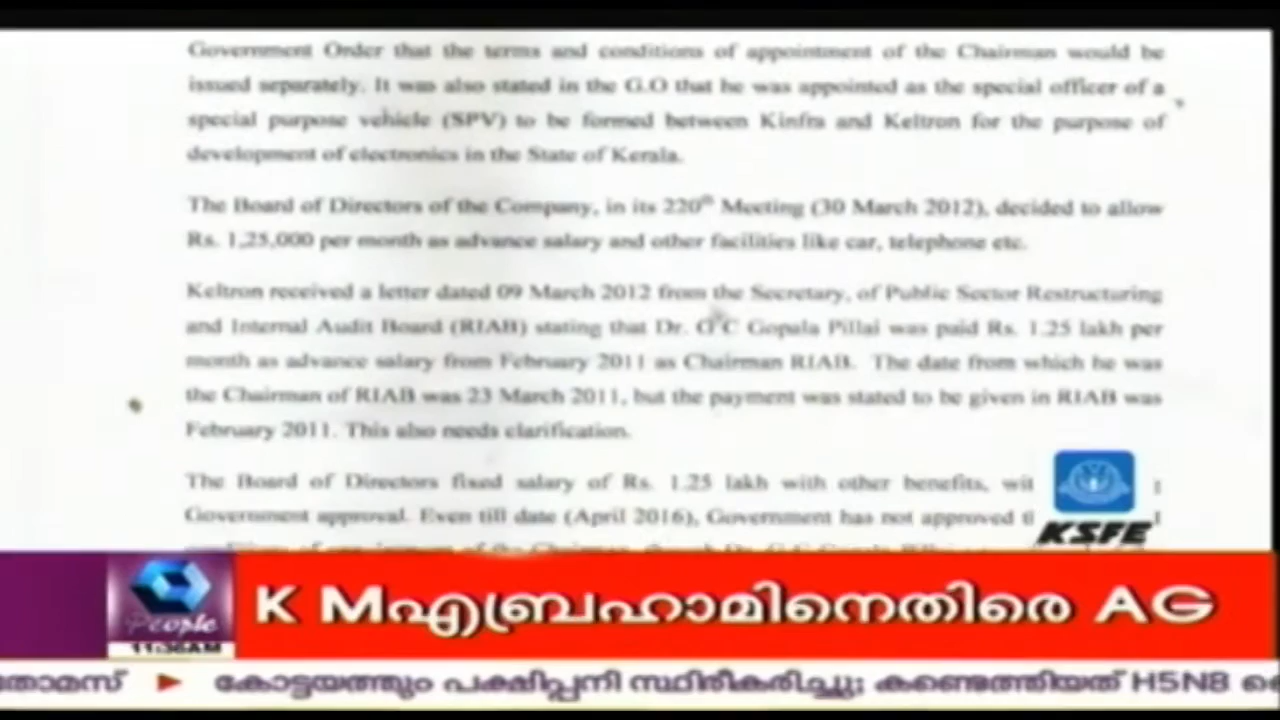 Government Order that the terms and conditions of appointment of the Chairman would be
issued separately. It was also stated in the G.O that he was appointed as the special officer of a
special purpose vehicle (SPV) to be formed between Kinfra and Keltron for the purpose of
development of electronics in the State of Kerala.
The Board of Directors of the Company, in its 220th Meeting (30 March 2012), decided to allow
Rs. 1,25,000 per month as advance salary and other facilities like car, telephone etc.
Keltron received a letter dated 09 March 2012 from the Secretary, of Public Sector Restructuring
and Internal Audit Board (RIAB) stating that Dr. G C Gopala Pillai was paid Rs. 1.25 lakh per
month as advance salary from February 2011 as Chairman RIAB. The date from which he was
the Chairman of RIAB was 23 March 2011, but the payment was stated to be given in RIAB was
February 2011. This also needs clarification.
The Board of Directors fixed salary of Rs. 1.25 lakh with other benefits, wit
Government approval. Even till date (April 2016), Government has not approved
KSFE
K Mഎബ്രഹാമിനെതിരെ AG
People
11:36AM
തോമസ് ▶ കോട്ടയത്തും പക്ഷിപ്പനി സ്ഥിരീകരിച്ചു; കണ്ടെത്തിയത് H5N8